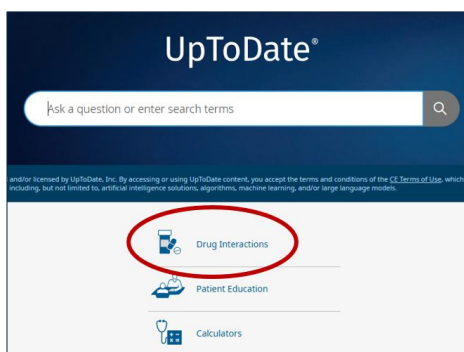 UpToDate®
Ask a question or enter search terms
and/or licensed by UpToDate, Inc. By accessing or using UpToDate content, you accept the terms and conditions of the CE Terms of Use, which
including, but not limited to, artificial intelligence solutions, algorithms, machine learning, and/or large language models.
Drug Interactions
Patient Education
Calculators